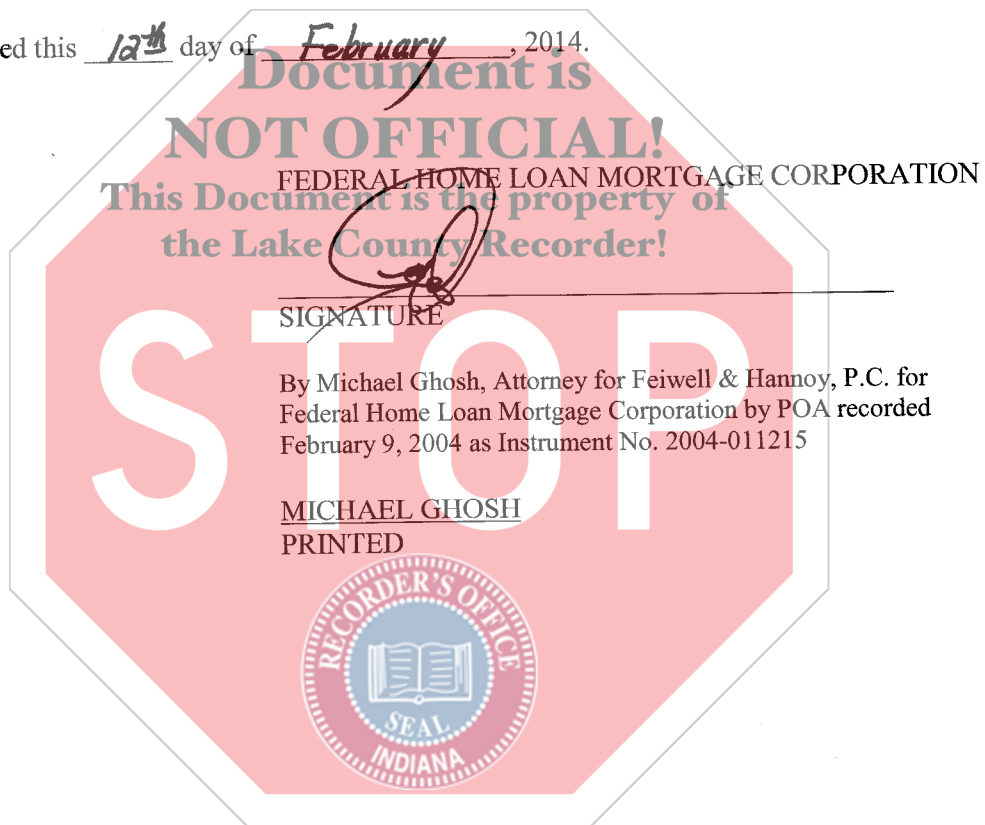 ed this 12th day of February, 2014.
Document is
NOT OFFICIAL!
FEDERAL HOME LOAN MORTGAGE CORPORATION
This Document is the property of
the Lake County Recorder!
SIGNATURE
STOP
By Michael Ghosh, Attorney for Feiwell & Hannoy, P.C. for
Federal Home Loan Mortgage Corporation by POA recorded
February 9, 2004 as Instrument No. 2004-011215
MICHAEL GHOSH
PRINTED
RECORDER'S OFFICE
SEAL
INDIANA